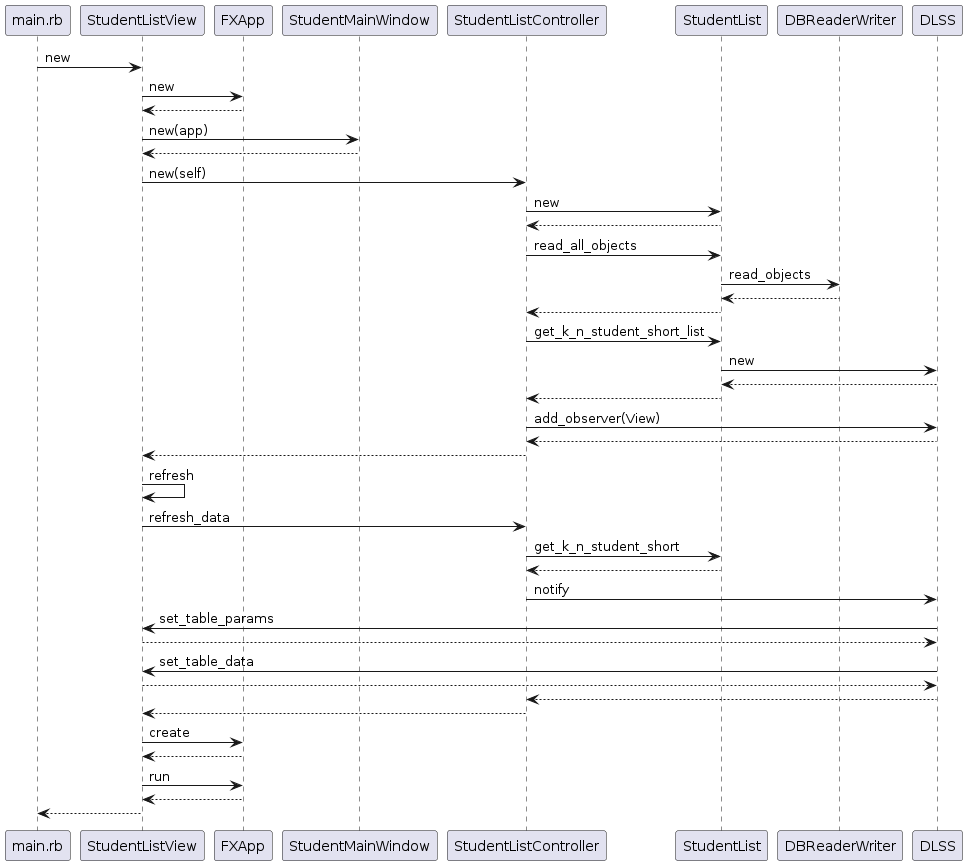 main.rb StudentListView FXApp StudentMainWindow StudentListController StudentList DBReaderWriter DLSS
new
new
new(app)
new(self)
new
read_all_objects
read_objects
get_k_n_student_short_list
new
add_observer(View)
refresh
refresh_data
get_k_n_student_short
notify
set_table_params
set_table_data
create
run
main.rb StudentListView FXApp StudentMainWindow StudentListController StudentList DBReaderWriter DLSS